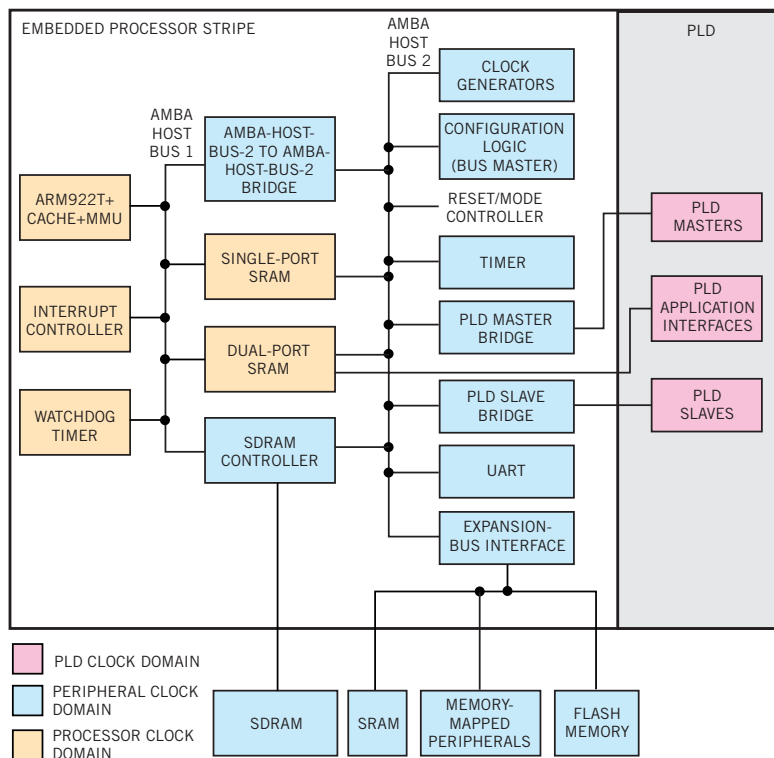 EMBEDDED PROCESSOR STRIPE
AMBA
HOST
BUS 2
PLD
CLOCK
GENERATORS
AMBA
HOST
BUS 1
AMBA-HOST-
BUS-2 TO AMBA-
HOST-BUS-2
BRIDGE
CONFIGURATION
LOGIC
(BUS MASTER)
ARM922T+
CACHE+MMU
RESET/MODE
CONTROLLER
PLD
MASTERS
SINGLE-PORT
SRAM
TIMER
INTERRUPT
CONTROLLER
PLD MASTER
BRIDGE
PLD
APPLICATION
INTERFACES
DUAL-PORT
SRAM
WATCHDOG
TIMER
PLD SLAVE
BRIDGE
PLD
SLAVES
SDRAM
CONTROLLER
UART
EXPANSION-
BUS INTERFACE
PLD CLOCK DOMAIN
PERIPHERAL CLOCK
DOMAIN
PROCESSOR CLOCK
DOMAIN
SDRAM
SRAM
MEMORY-
MAPPED
PERIPHERALS
FLASH
MEMORY